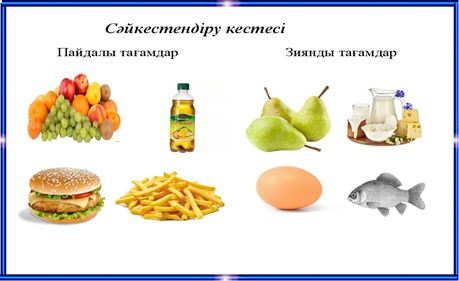 Сәйкестендіру кестесі
Пайдалы тағамдар
Зиянды тағамдар